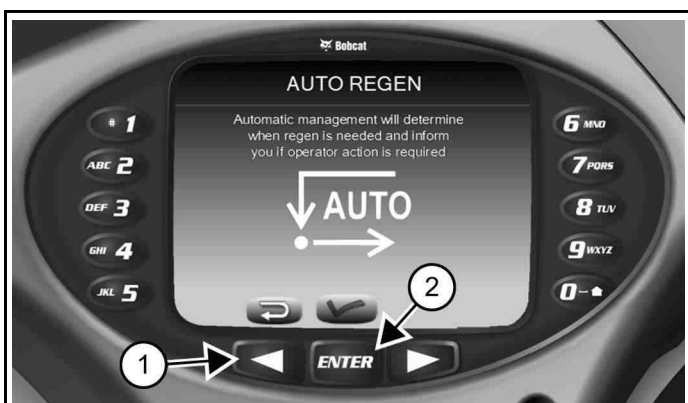 Bobcat
AUTO REGEN
Automatic management will determine
when regen is needed and inform
you if operator action is required
AUTO
# 1
ABC 2
DEF 3
GHI 4
JKL 5
6 MNO
7 PQRS
8 TUV
9 WXYZ
0
ENTER
1
2